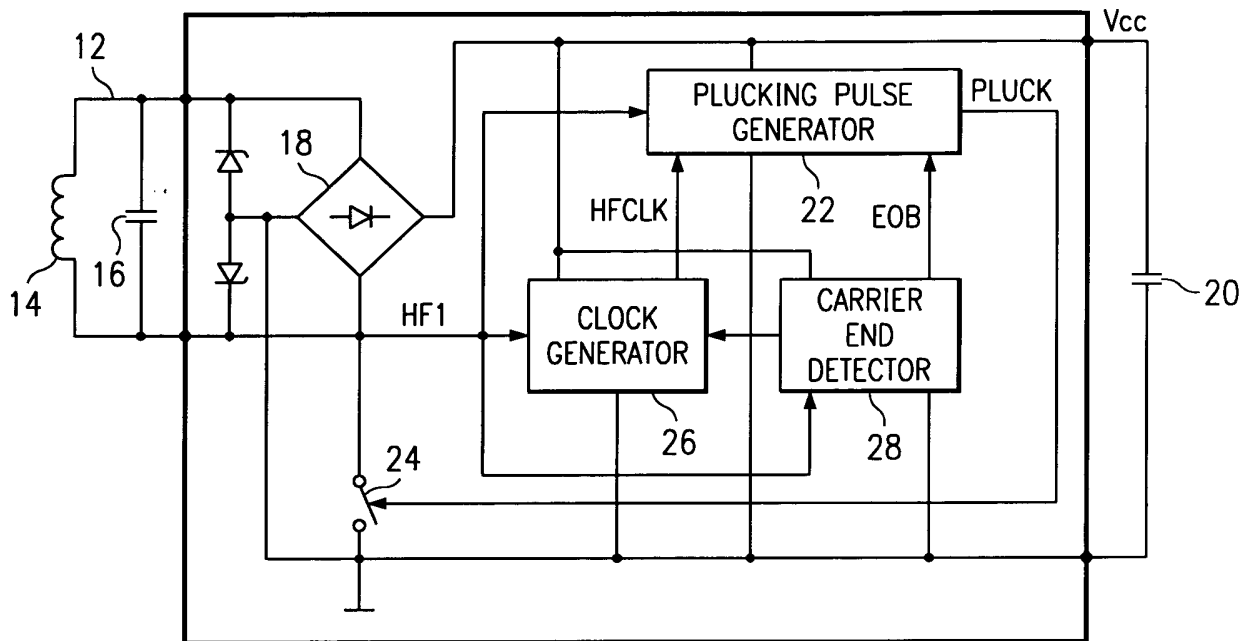 Vcc
12
PLUCKING PULSE
GENERATOR
PLUCK
18
22
HFCLK
EOB
16
14
20
HF1
CLOCK
GENERATOR
CARRIER
END
DETECTOR
26
28
24